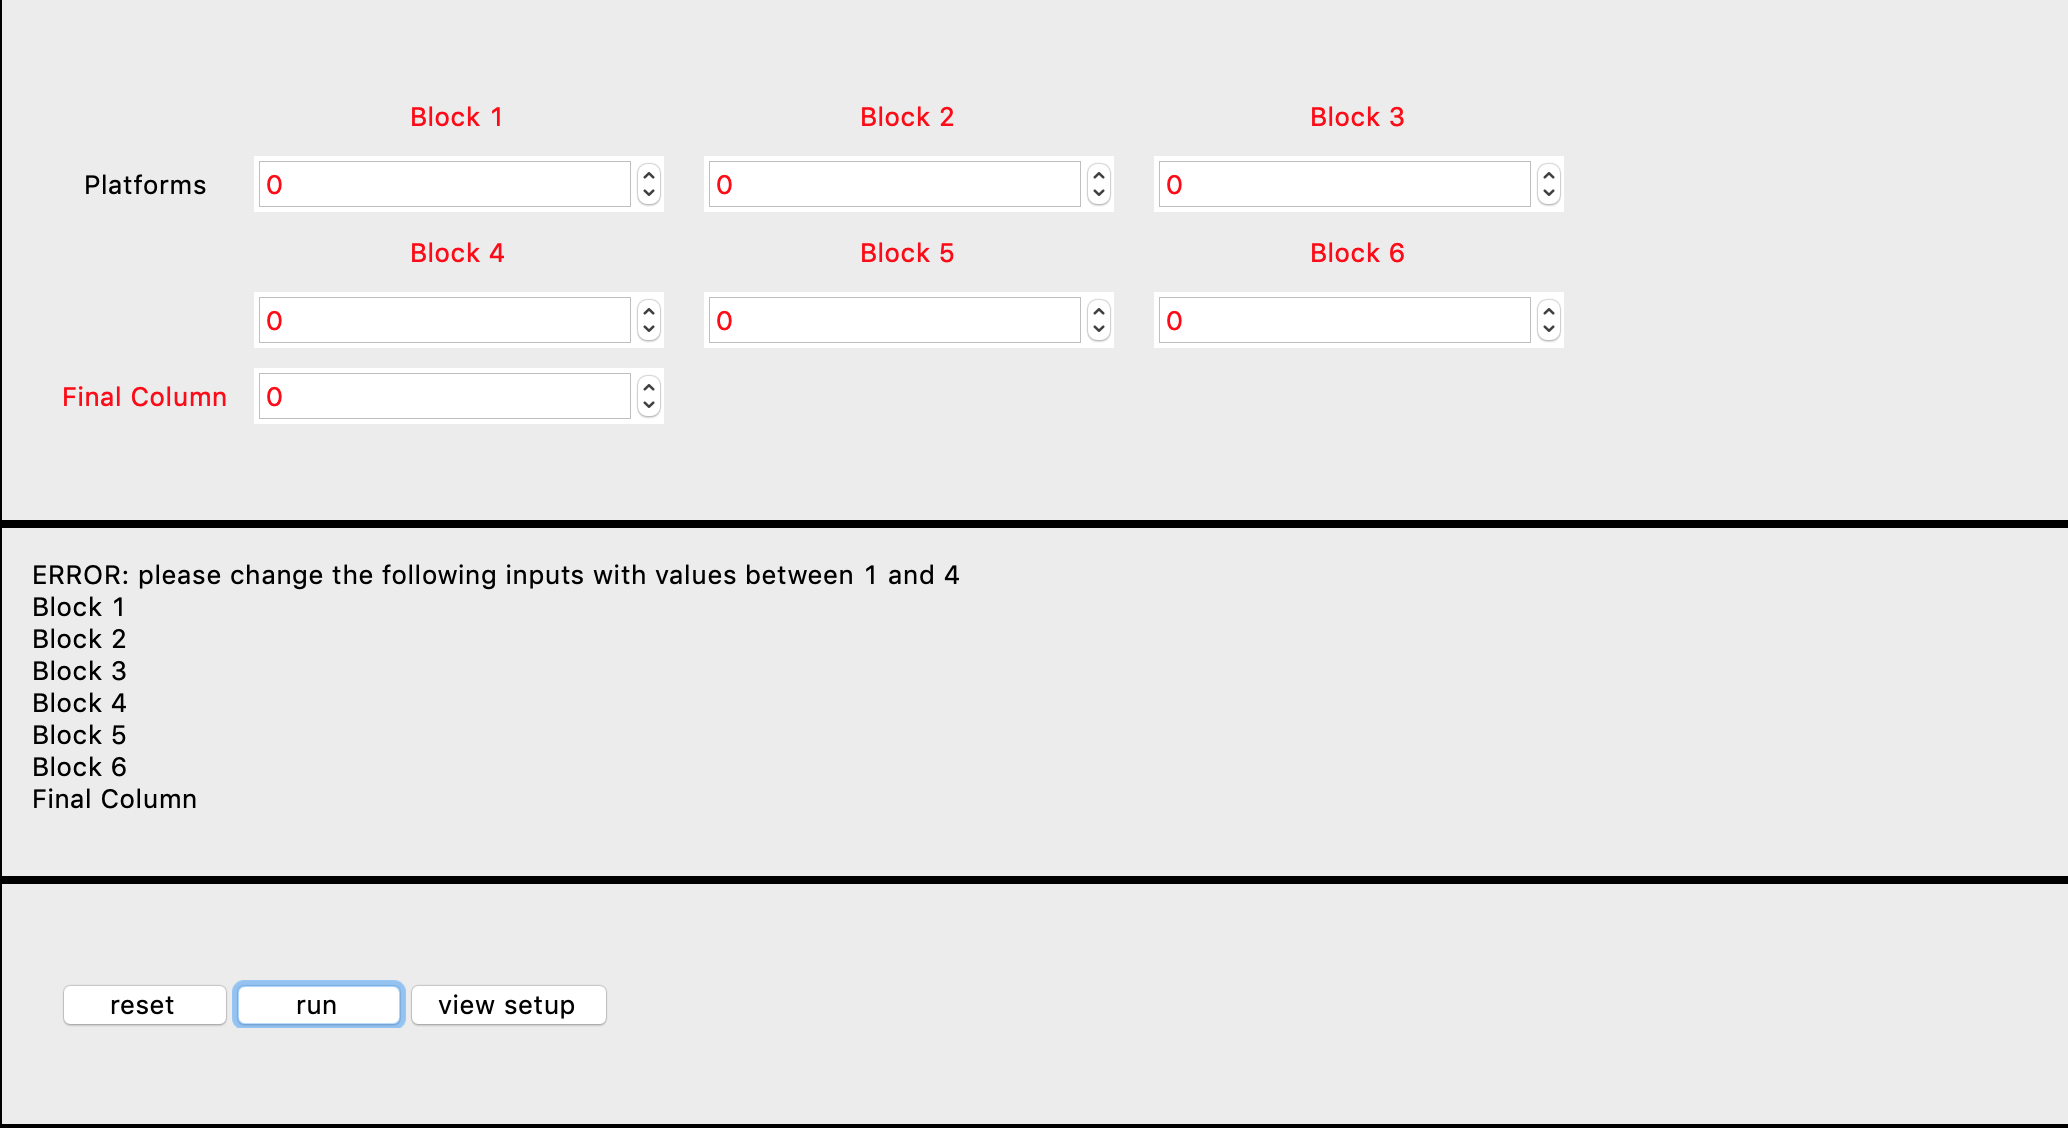 Block 1 Block 2 Block 3
Platforms 0 0 0
Block 4 Block 5 Block 6
0 0 0
Final Column 0
ERROR: please change the following inputs with values between 1 and 4
Block 1
Block 2
Block 3
Block 4
Block 5
Block 6
Final Column
reset run view setup